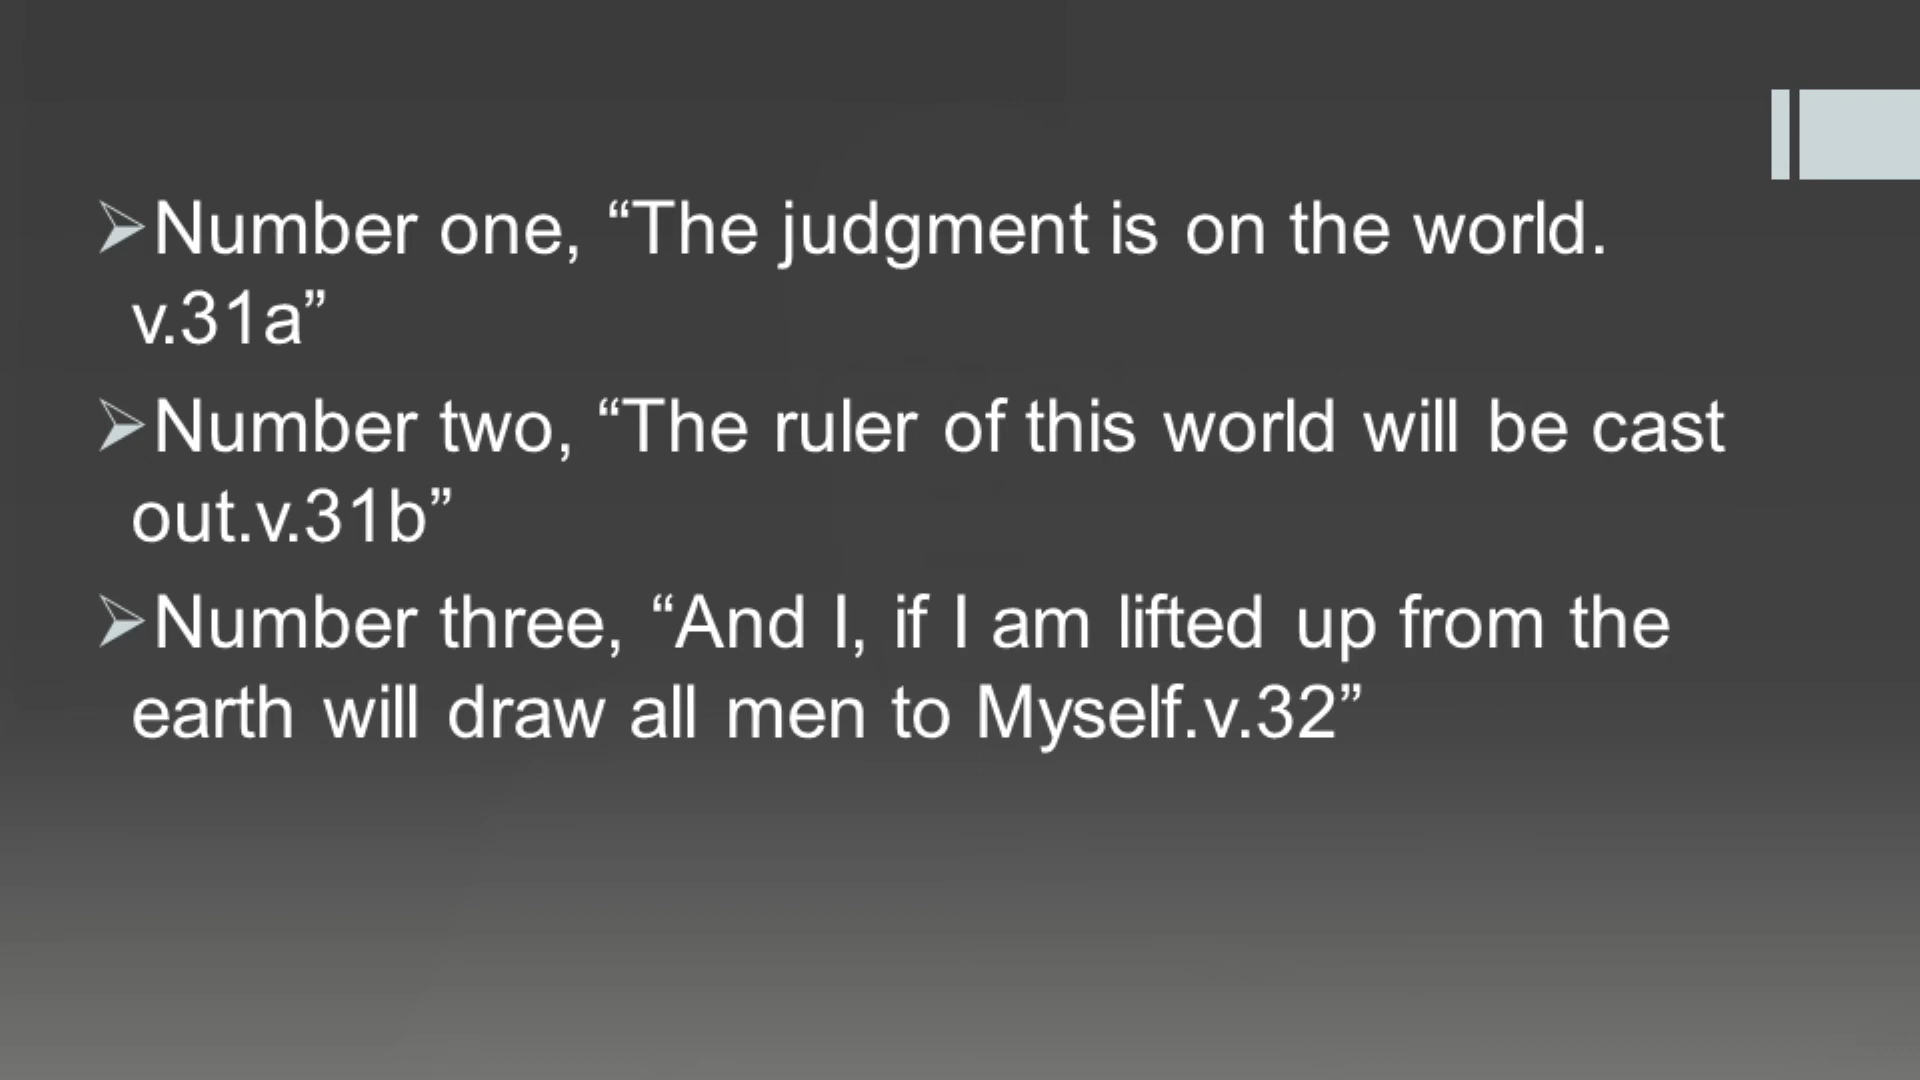 ➢Number one, “The judgment is on the world.
v.31a”
➢Number two, “The ruler of this world will be cast
out.v.31b”
➢Number three, “And I, if I am lifted up from the
earth will draw all men to Myself.v.32”